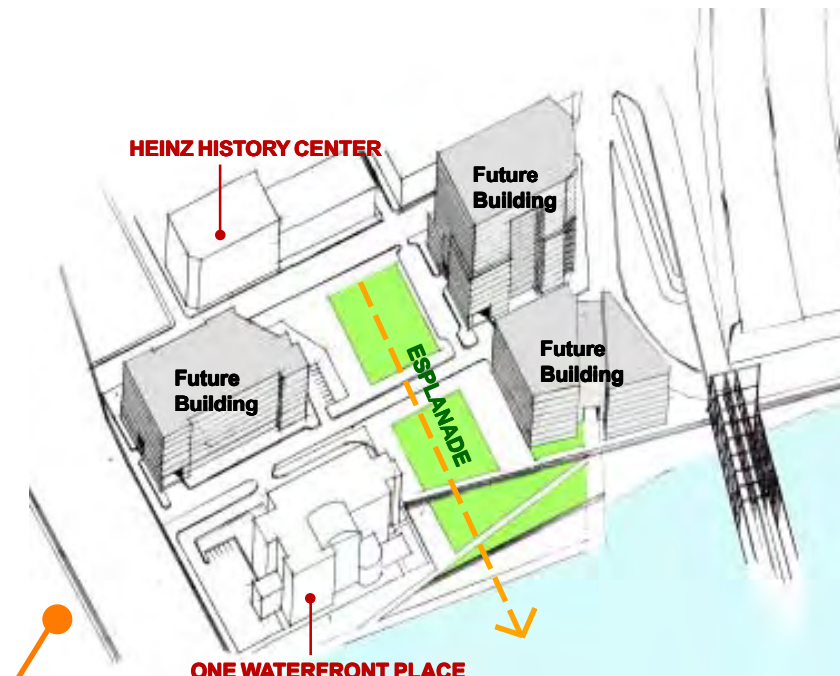 HEINZ HISTORY CENTER
Future
Building
Future
Building
Future
Building
ESPLANADE
ONE WATERFRONT PLACE